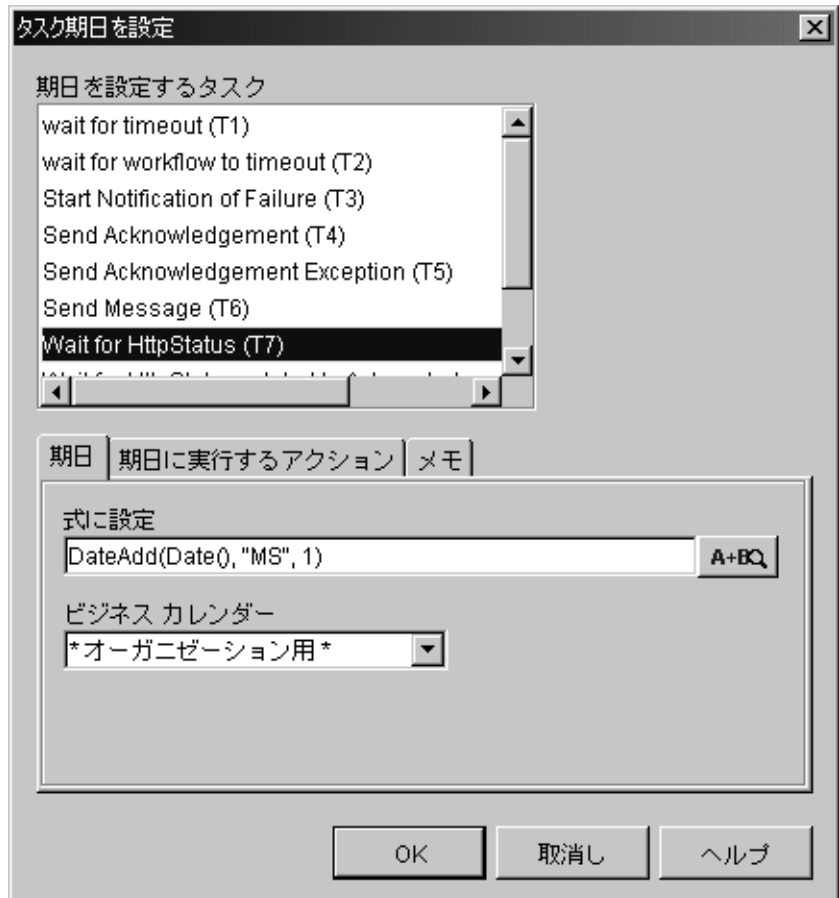 タスク期日を設定
期日を設定するタスク
wait for timeout (T1)
wait for workflow to timeout (T2)
Start Notification of Failure (T3)
Send Acknowledgement (T4)
Send Acknowledgement Exception (T5)
Send Message (T6)
Wait for HttpStatus (T7)
期日 期日に実行するアクション メモ
式に設定
DateAdd(Date(), "MS", 1) A+B
ビジネス カレンダー
*オーガニゼーション用*
OK 取消し ヘルプ